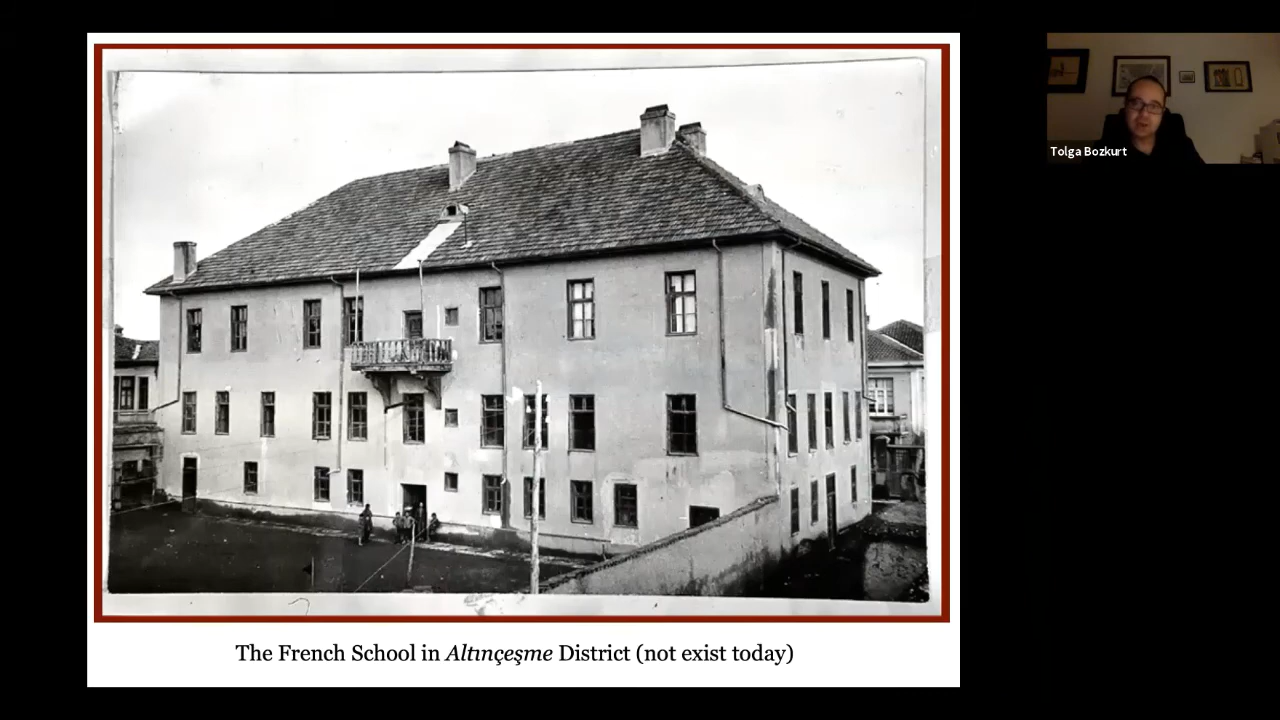 Tolga Bozkurt
The French School in Altınçeşme District (not exist today)